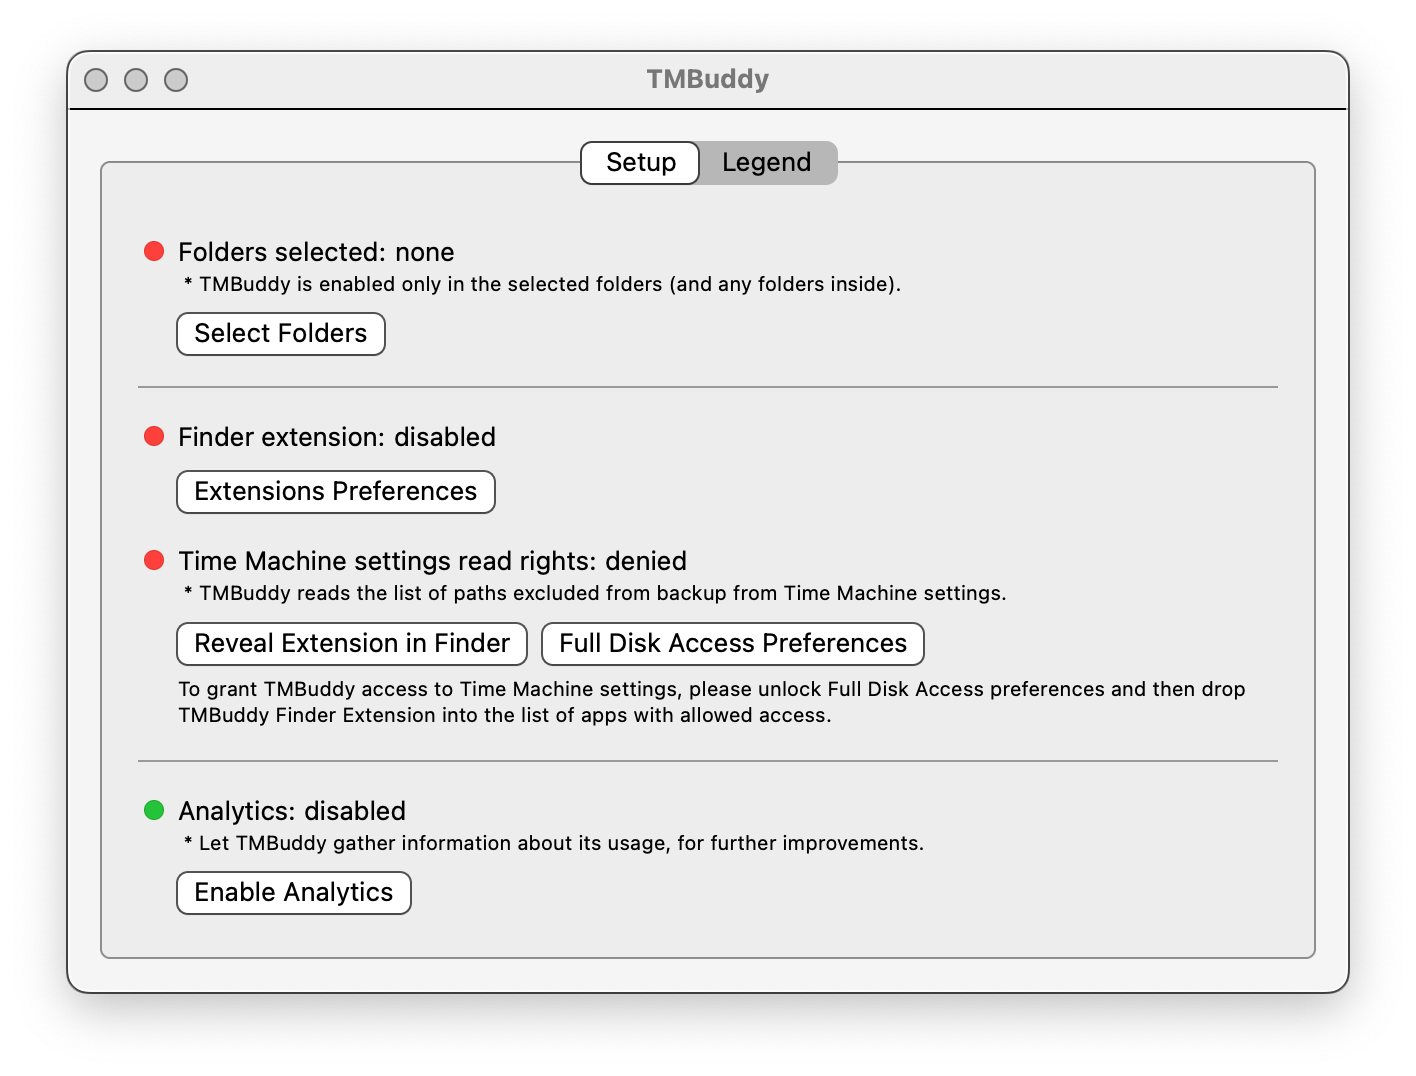 TMBuddy
Setup Legend
Folders selected: none
* TMBuddy is enabled only in the selected folders (and any folders inside).
Select Folders
Finder extension: disabled
Extensions Preferences
Time Machine settings read rights: denied
* TMBuddy reads the list of paths excluded from backup from Time Machine settings.
Reveal Extension in Finder Full Disk Access Preferences
To grant TMBuddy access to Time Machine settings, please unlock Full Disk Access preferences and then drop
TMBuddy Finder Extension into the list of apps with allowed access.
Analytics: disabled
* Let TMBuddy gather information about its usage, for further improvements.
Enable Analytics